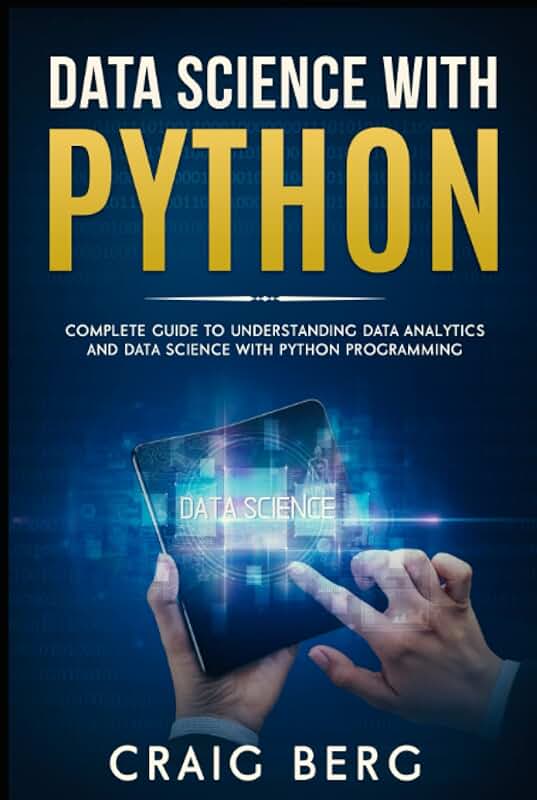 DATA SCIENCE WITH
PYTHON
COMPLETE GUIDE TO UNDERSTANDING DATA ANALYTICS
AND DATA SCIENCE WITH PYTHON PROGRAMMING
DATA SCIENCE
CRAIG BERG